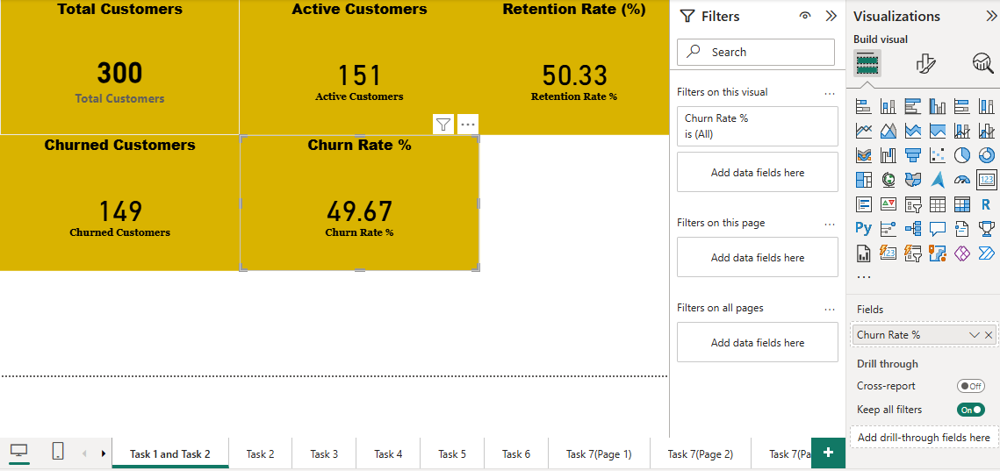 Total Customers
Active Customers
Retention Rate (%)
300
Total Customers
151
Active Customers
50.33
Retention Rate %
Churned Customers
Churn Rate %
149
Churned Customers
49.67
Churn Rate %
Filters
Search
Filters on this visual
Churn Rate %
is (All)
Add data fields here
Filters on this page
Add data fields here
Filters on all pages
Add data fields here
Visualizations
Build visual
123
R
Py
123
Fields
Churn Rate %
Drill through
Cross-report
Off
Keep all filters
On
Add drill-through fields here
Task 1 and Task 2
Task 2
Task 3
Task 4
Task 5
Task 6
Task 7(Page 1)
Task 7(Page 2)
Task 7(Pa